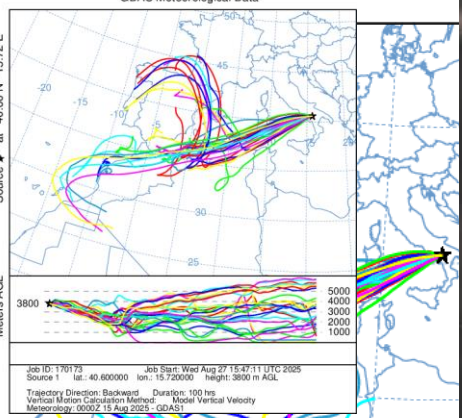 GDAS Meteorological Data
Source ★ at 40.60 N 15.72 E
50
45
-20
-15
-10
-5
15
20
30
25
Meters AGL
3800
5000
4000
3000
2000
1000
Job ID: 170173 Job Start: Wed Aug 27 15:47:11 UTC 2025
Source 1 lat.: 40.600000 lon.: 15.720000 height: 3800 m AGL
Trajectory Direction: Backward Duration: 100 hrs
Vertical Motion Calculation Method: Model Vertical Velocity
Meteorology: 0000Z 15 Aug 2025 - GDAS1